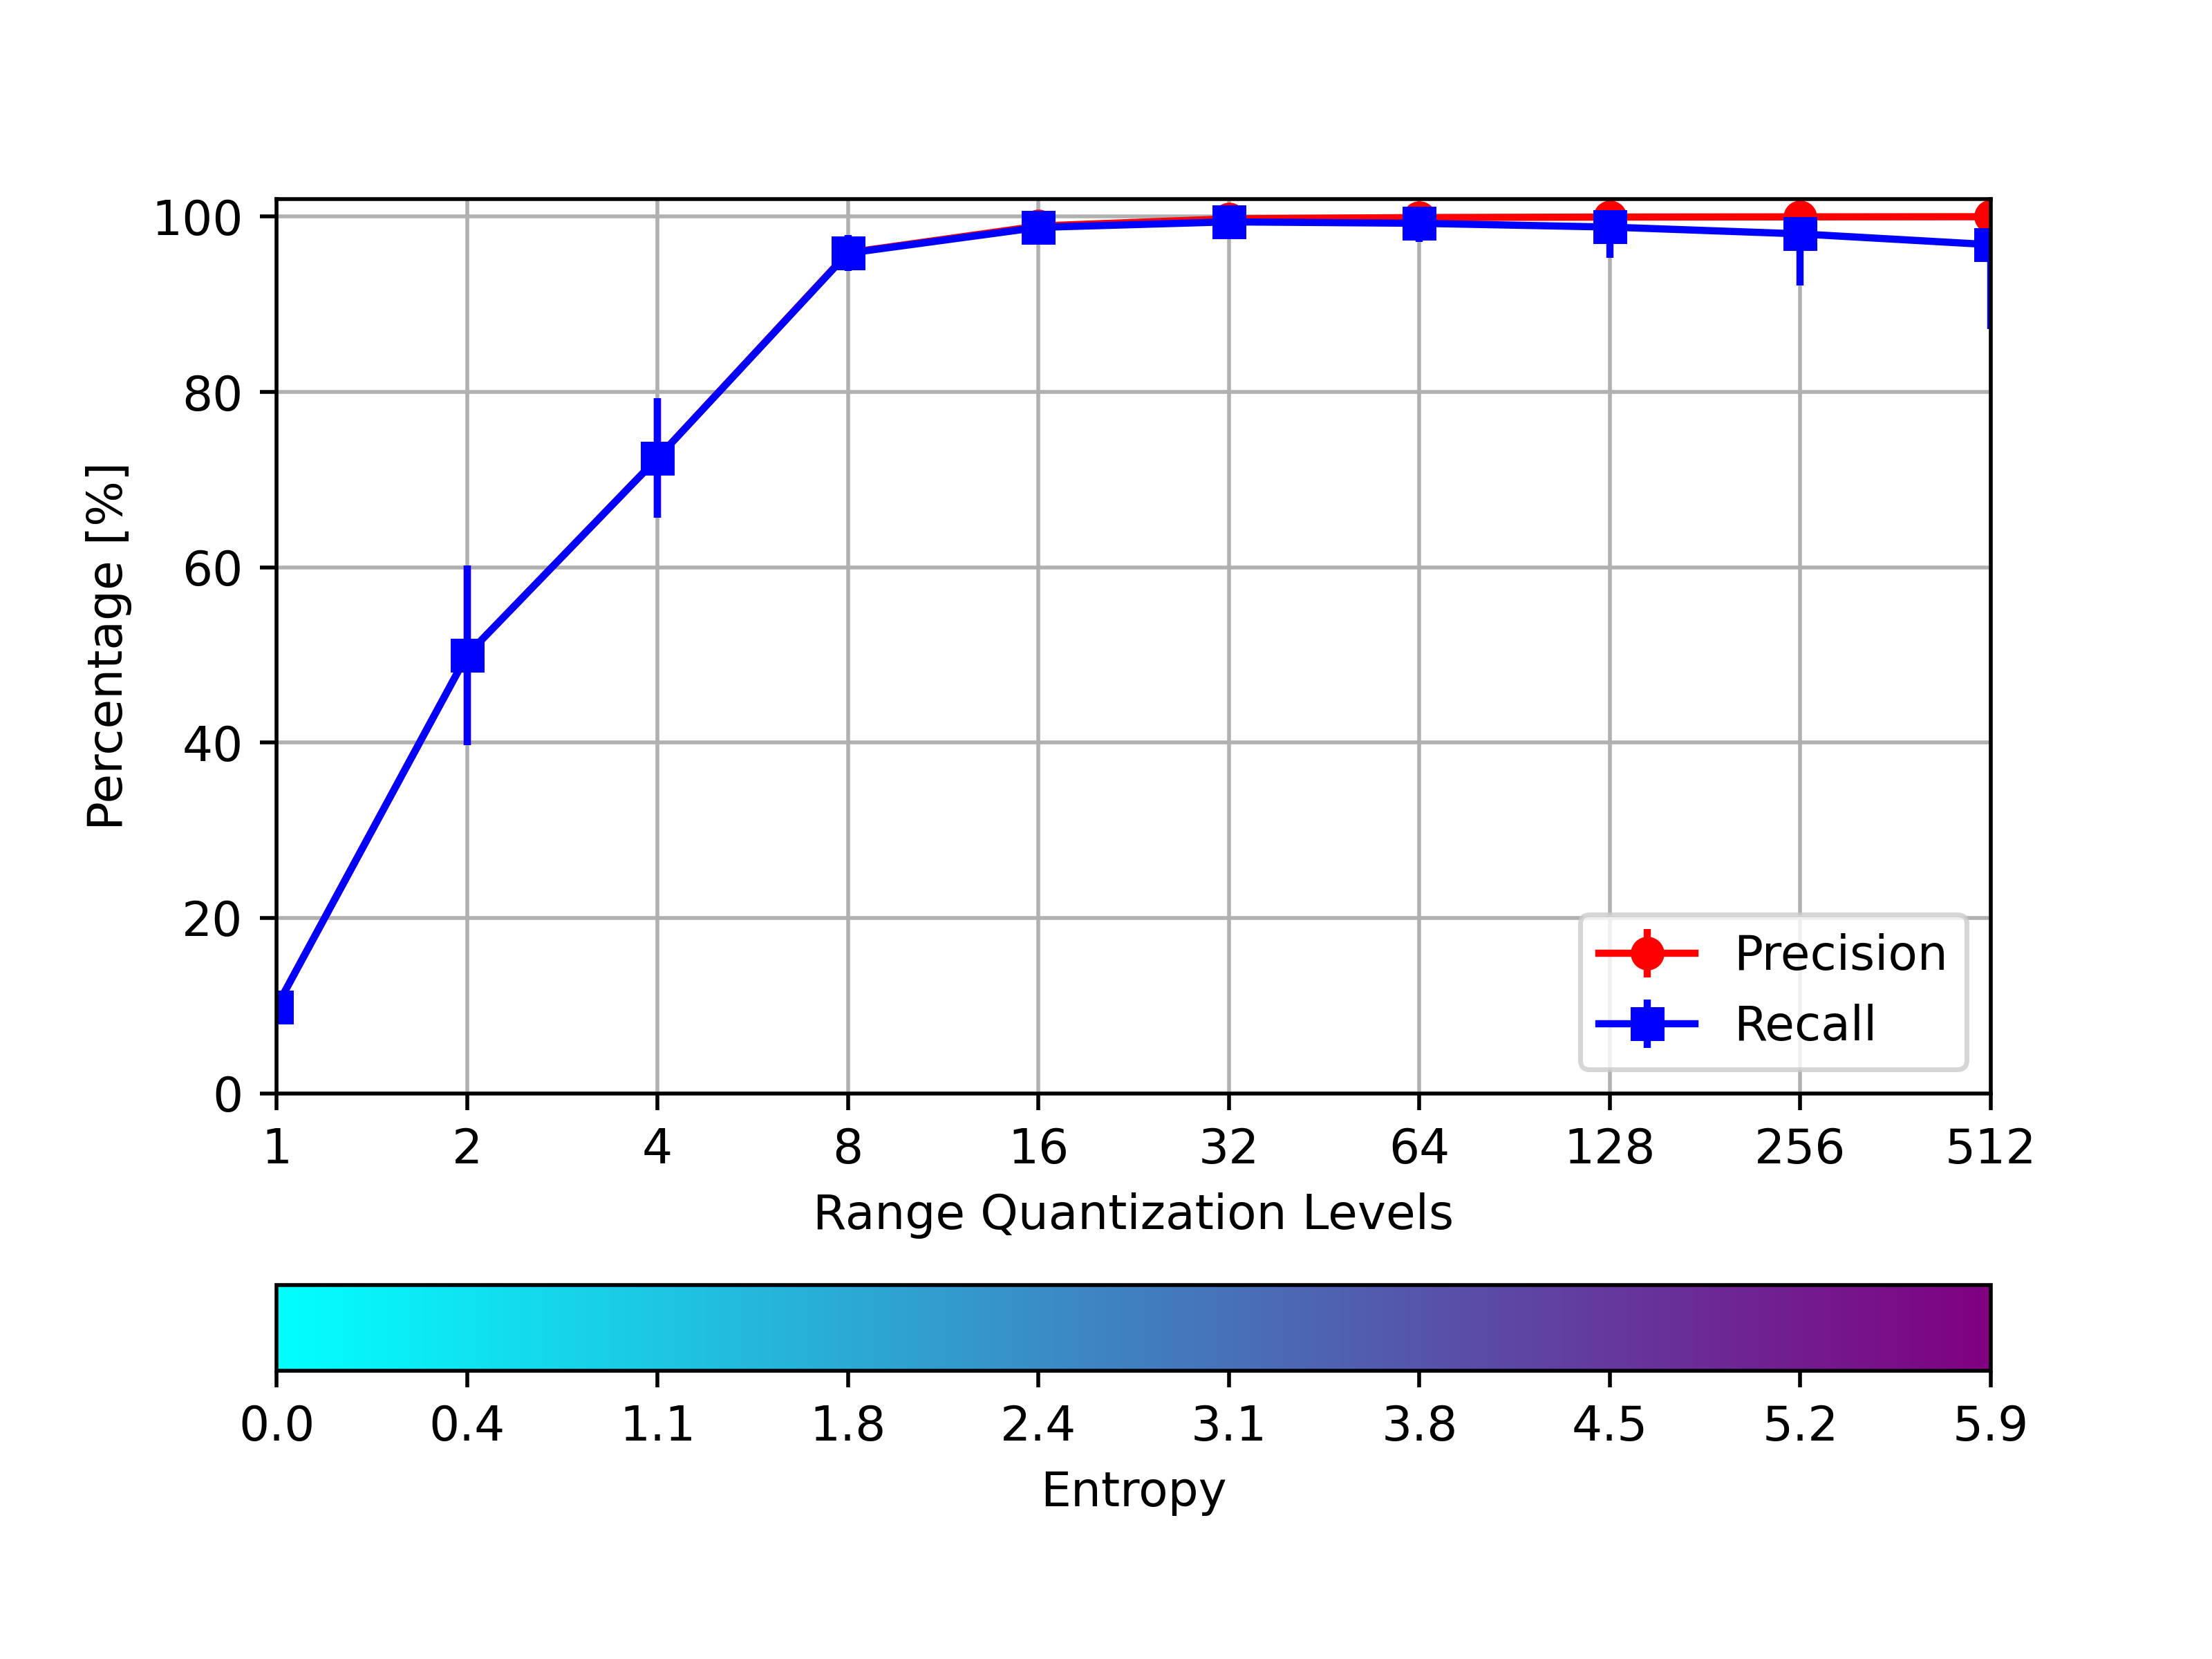 100
80
60
40
20
0
Percentage [%]
Precision
Recall
1 2 4 8 16 32 64 128 256 512
Range Quantization Levels
0.0 0.4 1.1 1.8 2.4 3.1 3.8 4.5 5.2 5.9
Entropy